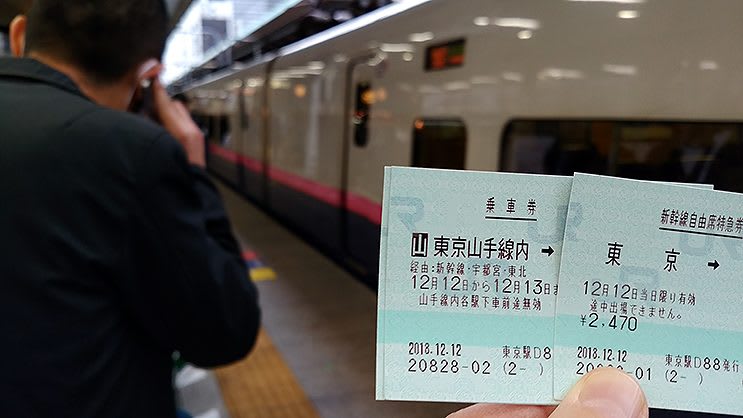 乗車券
山 東京山手線内 →
経由:新幹線・宇都宮・東北
12月12日から12月13日ま
山手線内各駅下車前途無効
2018.12.12 東京駅D8
20828-02 (2- )
新幹線自由席特急券
東京 →
12月12日当日限り有効
途中出場できません。
¥2,470
2018.12.12 東京駅D88発行
-01 (2- )